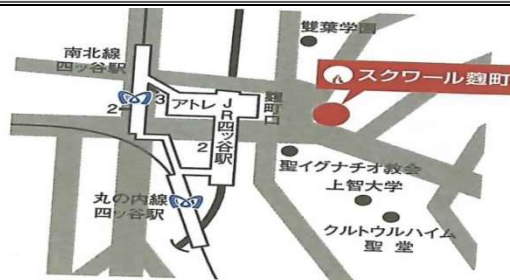 雙葉学園
南北線
四ッ谷駅
スクワール麹町
3
アトレ
麹町口
JR四ッ谷駅
2
2
聖イグナチオ教会
上智大学
丸の内線
四ッ谷駅
クルトゥルハイム
聖堂